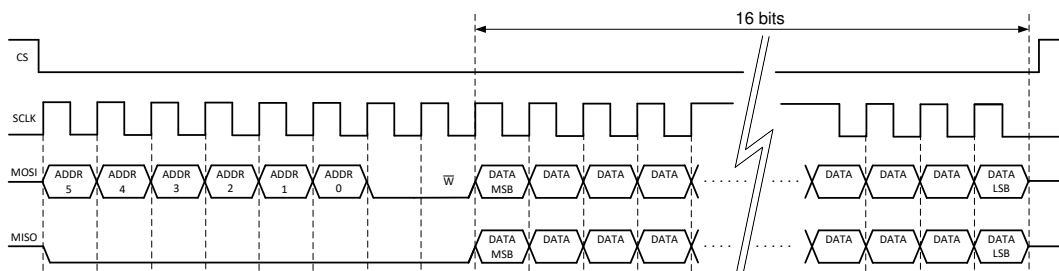 16 bits
CS
SCLK
MOSI ADDR 5 ADDR 4 ADDR 3 ADDR 2 ADDR 1 ADDR 0 W̅ DATA MSB DATA DATA DATA DATA DATA DATA DATA LSB
MISO DATA MSB DATA DATA DATA DATA DATA DATA DATA LSB